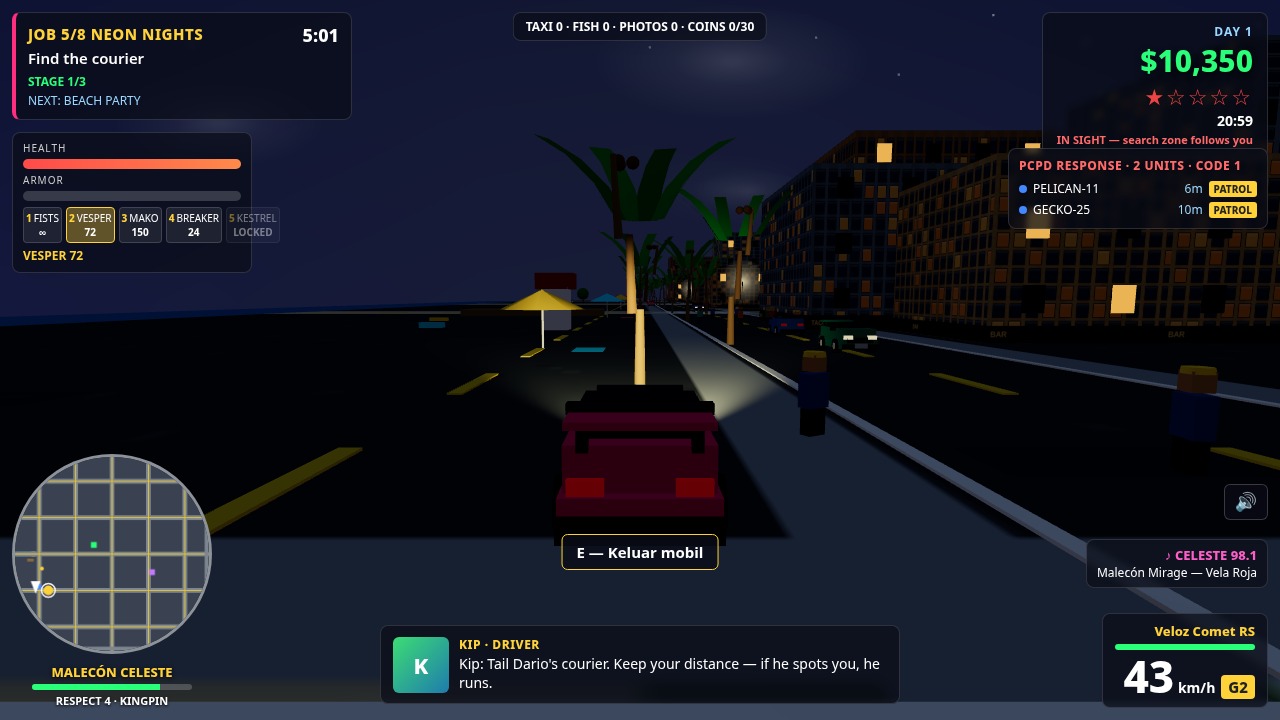 JOB 5/8 NEON NIGHTS
5:01
Find the courier
STAGE 1/3
NEXT: BEACH PARTY
TAXI 0 · FISH 0 · PHOTOS 0 · COINS 0/30
DAY 1
$10,350
★☆☆☆☆
20:59
IN SIGHT — search zone follows you
PCPD RESPONSE · 2 UNITS · CODE 1
PELICAN-11 6m PATROL
GECKO-25 10m PATROL
HEALTH
ARMOR
1 FISTS ∞
2 VESPER 72
3 MAKO 150
4 BREAKER 24
5 KESTREL LOCKED
VESPER 72
BAR
BAR
E — Keluar mobil
♪ CELESTE 98.1
Malecón Mirage — Vela Roja
K
KIP · DRIVER
Kip: Tail Dario's courier. Keep your distance — if he spots you, he
runs.
MALECÓN CELESTE
RESPECT 4 · KINGPIN
Veloz Comet RS
43 km/h G2